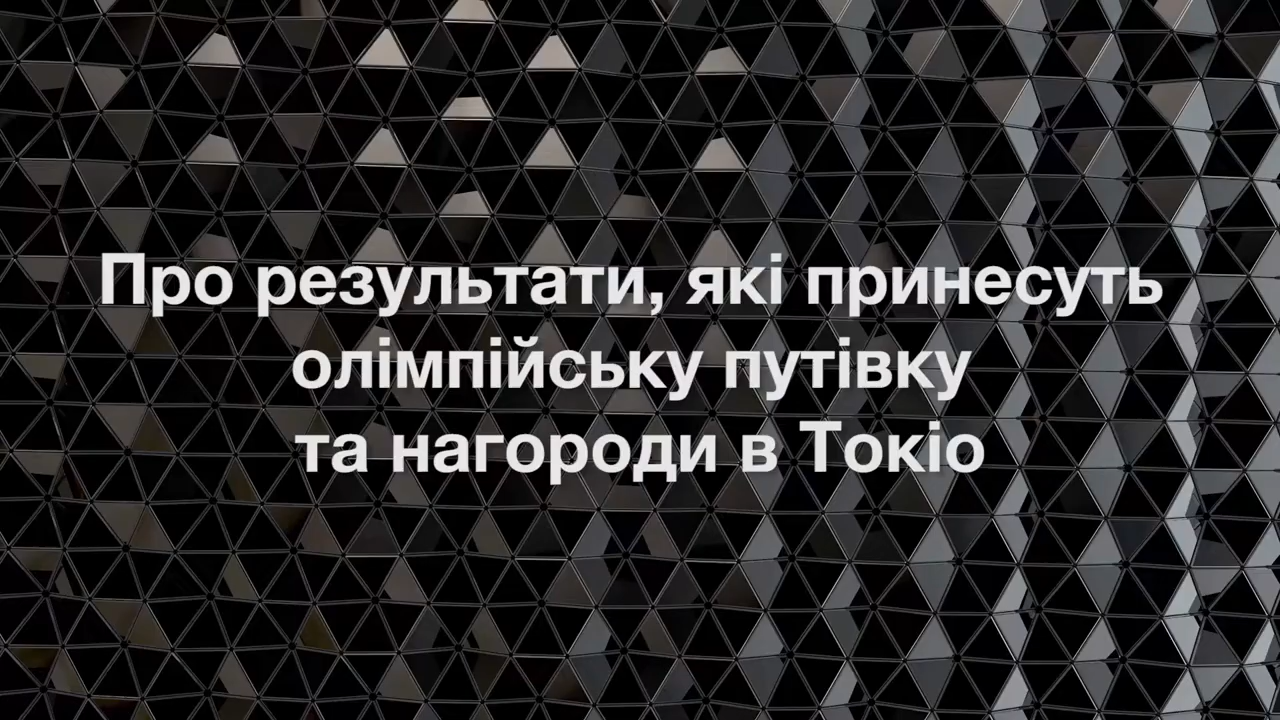 Про результати, які принесуть
олімпійську путівку
та нагороди в Токіо